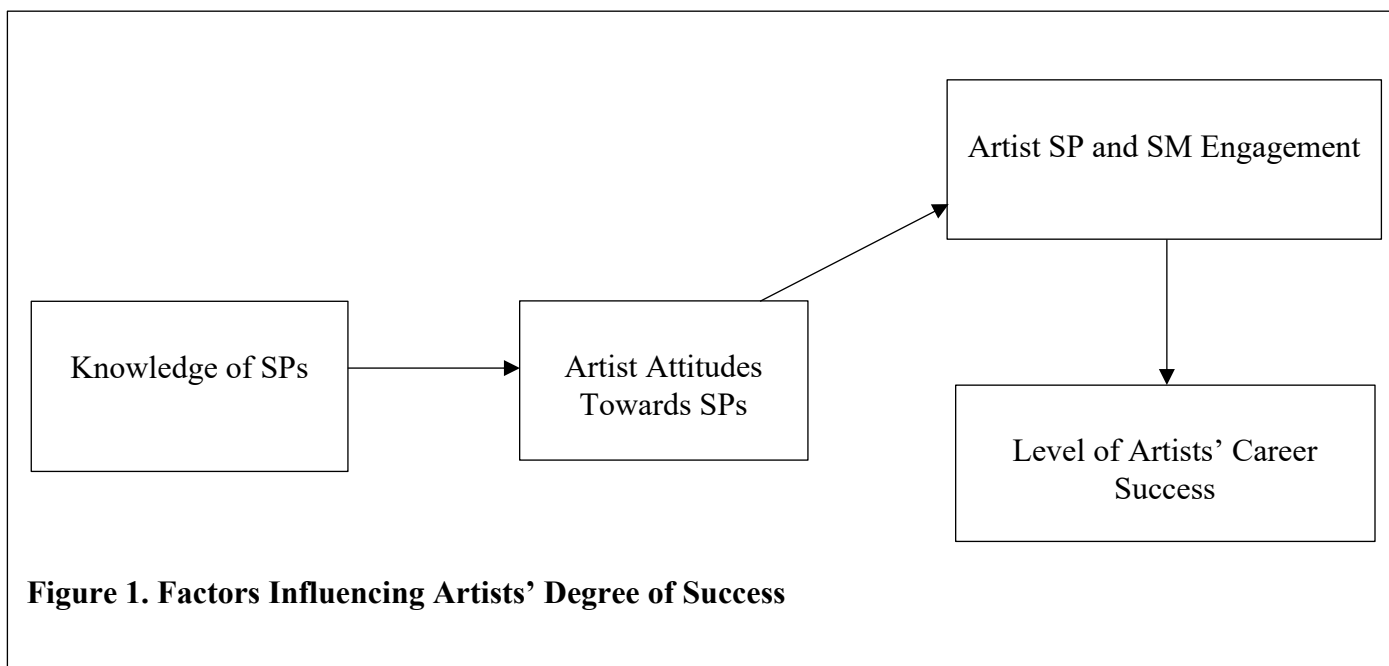 Artist SP and SM Engagement
Knowledge of SPs
Artist Attitudes
Towards SPs
Level of Artists’ Career
Success
Figure 1. Factors Influencing Artists’ Degree of Success